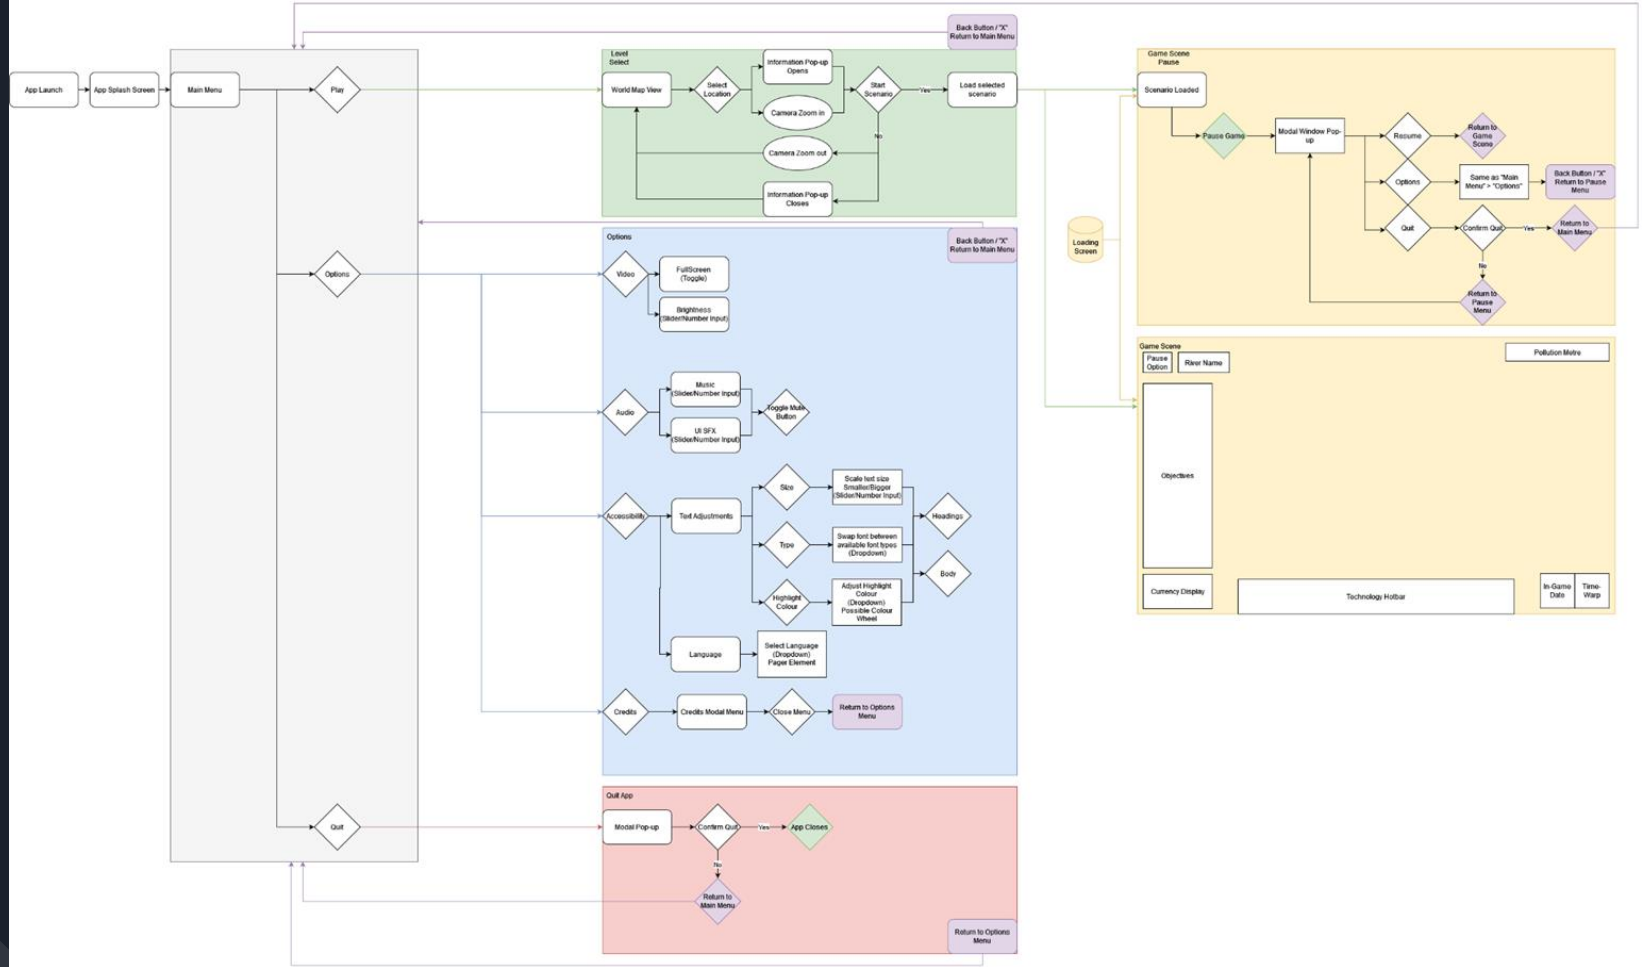 App Launch
App Splash Screen
Main Menu
Play
Options
Quit
Back Button / "X"
Return to Main Menu
Level
Select
World Map View
Select
Location
Information Pop-up
Opens
Camera Zoom in
Start
Scenario
Yes
Load selected
scenario
No
Camera Zoom out
Information Pop-up
Closes
Options
Back Button / "X"
Return to Main Menu
Video
FullScreen
(Toggle)
Brightness
(Slider/Number Input)
Audio
Music
(Slider/Number Input)
UI SFX
(Slider/Number Input)
Toggle Mute
Button
Accessibility
Text Adjustments
Size
Scale text size
Smaller/Bigger
(Slider/Number Input)
Type
Swap font between
available font types
(Dropdown)
Highlight
Colour
Adjust Highlight
Colour
(Dropdown)
Possible Colour
Wheel
Headings
Body
Language
Select Language
(Dropdown)
Pager Element
Credits
Credits Modal Menu
Close Menu
Return to Options
Menu
Quit App
Modal Pop-up
Confirm Quit
Yes
App Closes
No
Return to
Main Menu
Return to Options
Menu
Loading
Screen
Game Scene
Pause
Scenario Loaded
Pause Game
Modal Window Pop-
up
Resume
Return to
Game
Scene
Options
Same as "Main
Menu" > "Options"
Back Button / "X"
Return to Pause
Menu
Quit
Confirm Quit
Yes
Return to
Main Menu
No
Return to
Pause
Menu
Game Scene
Pause
Option
River Name
Pollution Metre
Objectives
Currency Display
Technology Hotbar
In-Game
Date
Time-
Warp